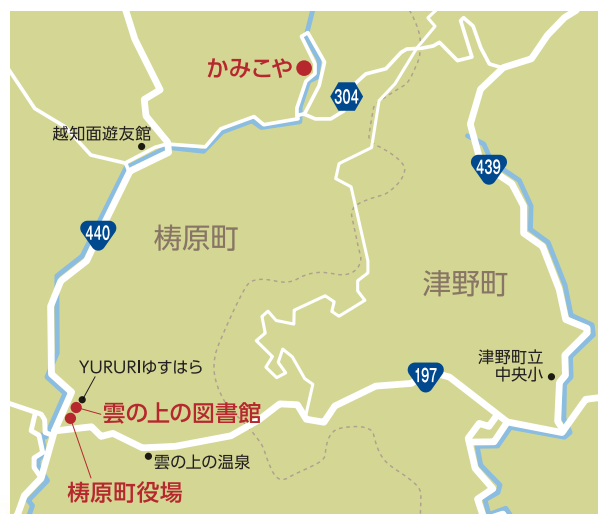 かみこや
304
越知面遊友館
439
440
梼原町
津野町
津野町立
中央小
YURURIゆすはら
197
雲の上の図書館
雲の上の温泉
梼原町役場